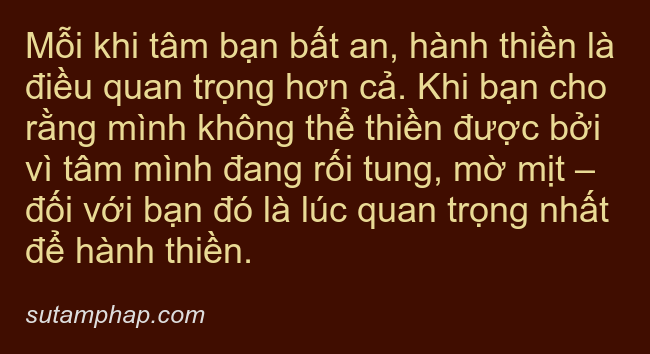 Mỗi khi tâm bạn bất an, hành thiền là
điều quan trọng hơn cả. Khi bạn cho
rằng mình không thể thiền được bởi
vì tâm mình đang rối tung, mờ mịt –
đối với bạn đó là lúc quan trọng nhất
để hành thiền.
sutamphap.com